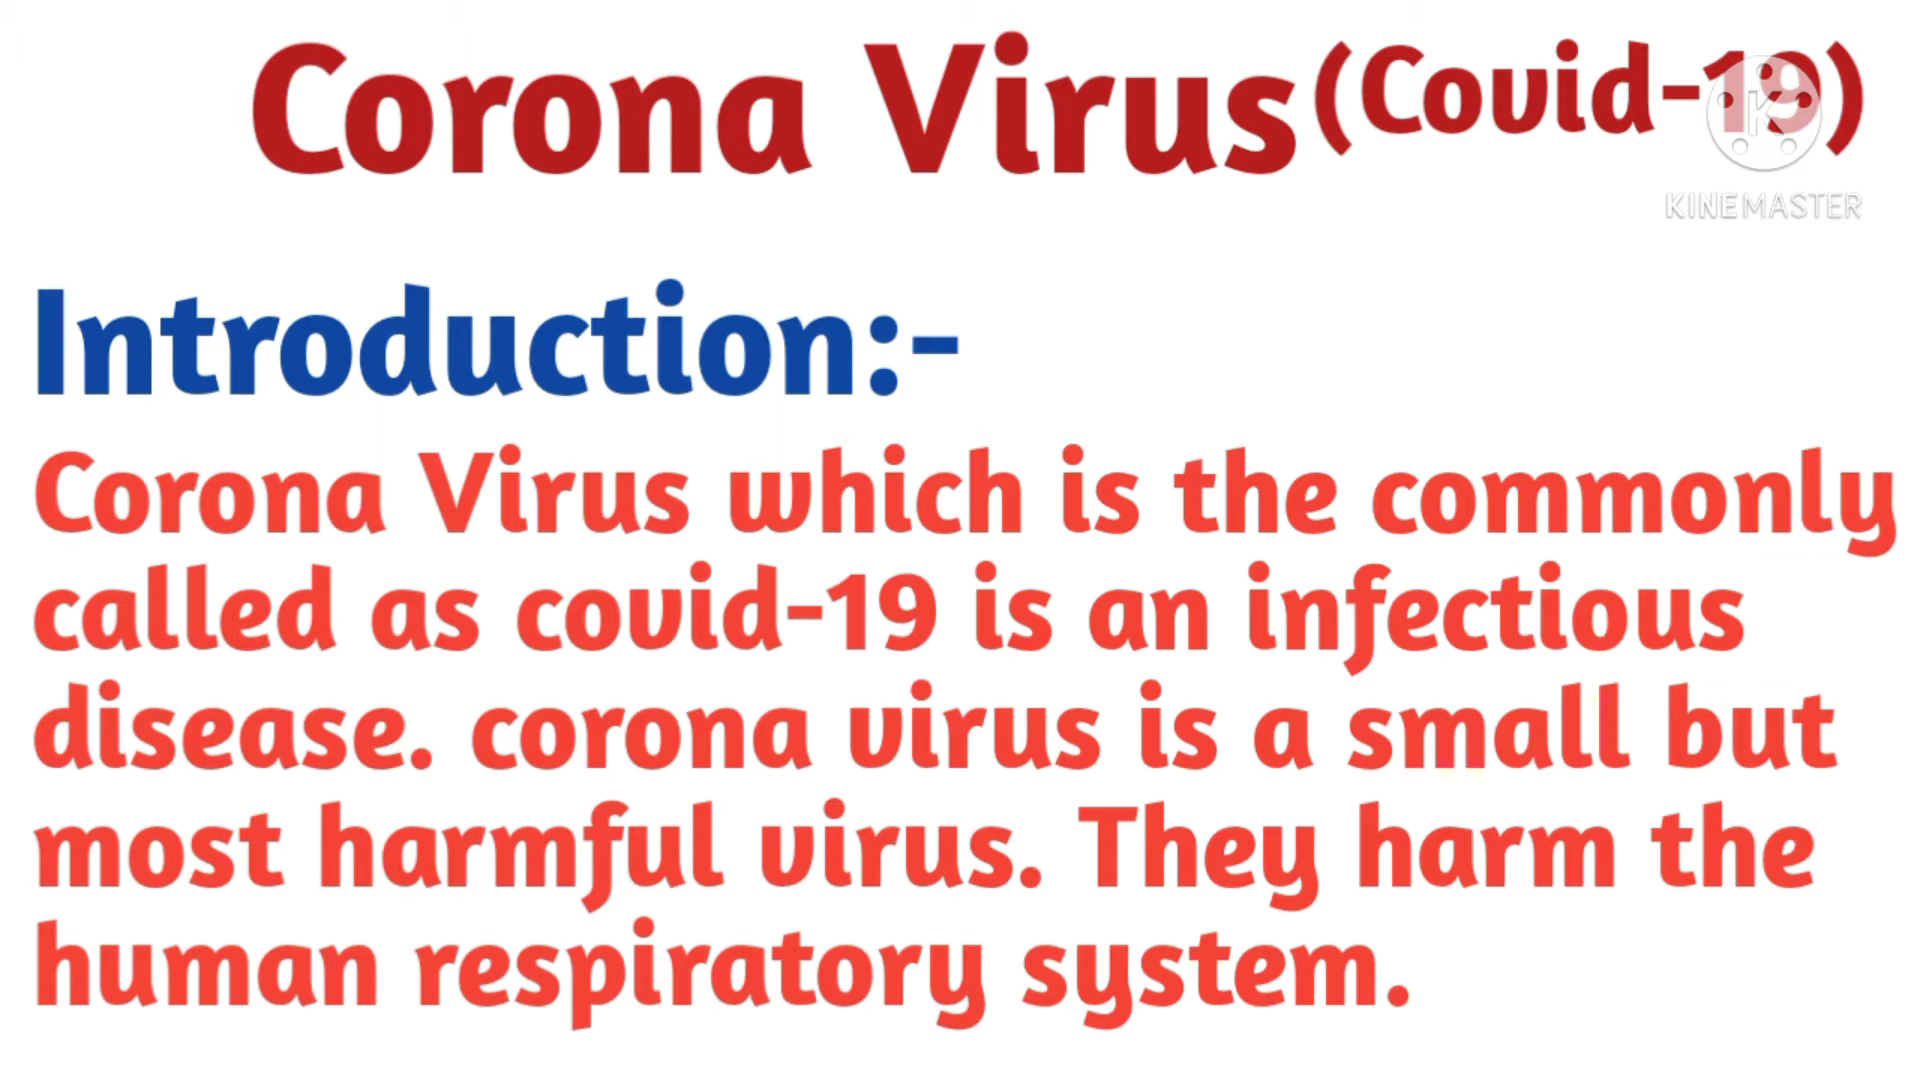 Corona Virus (Covid-19)
KINEMASTER
Introduction:-
Corona Virus which is the commonly
called as covid-19 is an infectious
disease. corona virus is a small but
most harmful virus. They harm the
human respiratory system.